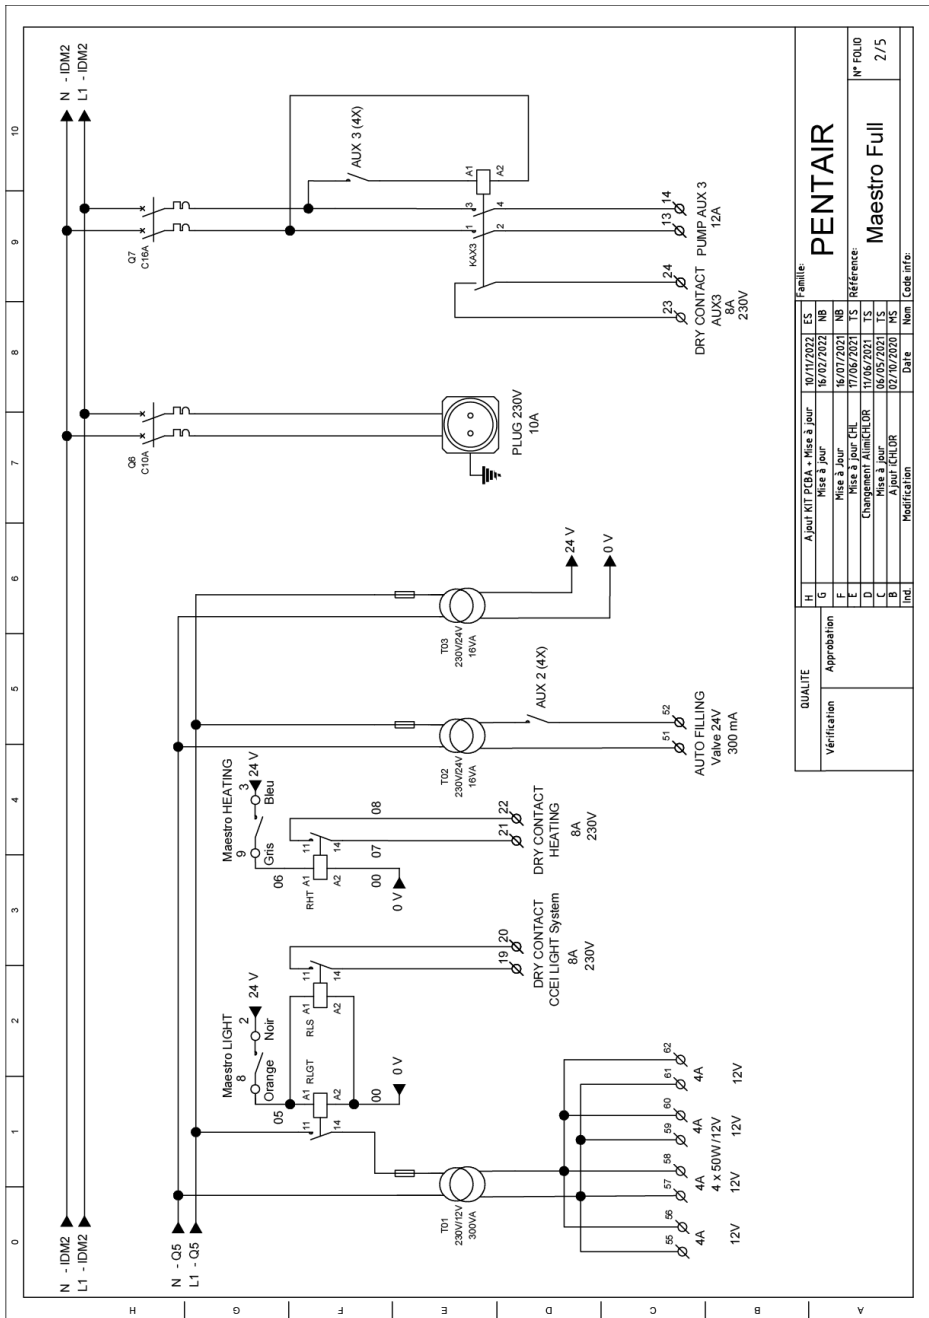 0 1 2 3 4 5 6 7 8 9 10
H
G
F
E
D
C
B
A
N - IDM2
L1 - IDM2
N - IDM2
L1 - IDM2
N - Q5
L1 - Q5
Maestro LIGHT
8 2 24 V
Orange Noir
05
RLGT
A1 A2
11 14
00
0 V
RLS
A1 A2
11 14
19 20
DRY CONTACT
CCEI LIGHT System
8A
230V
T01
230V/12V
300VA
55 56 57 58 59 60 61 62
4A 4A 4A 4A
4 x 50W /12V
12V 12V 12V 12V
Maestro HEATING
9 3 24 V
Gris Bleu
06
RHT
A1 A2
11 14
00 07 08
0 V
21 22
DRY CONTACT
HEATING
8A
230V
T02
230V/24V
16VA
AUX 2 (4X)
51 52
AUTO FILLING
Valve 24V
300 mA
T03
230V/24V
16VA
24 V
0 V
Q6
C10A
PLUG 230V
10A
Q7
C16A
AUX 3 (4X)
KAX3
1 3
2 4
A1 A2
23 24
DRY CONTACT
AUX3
8A
230V
13 14
PUMP AUX 3
12A
QUALITE
Vérification Approbation
H Ajout KIT PCBA + Mise à jour 10/11/2022 ES
G Mise à jour 16/02/2022 NB
F Mise à Jour 16/07/2021 NB
E Mise à jour CHL 17/06/2021 TS
D Changement AlimiCHLOR 11/06/2021 TS
C Mise à jour 06/05/2021 TS
B Ajout iCHLOR 02/10/2020 MS
Ind. Modification Date Nom
Famille:
PENTAIR
Référence:
Maestro Full
N° FOLIO
2/5
Code info: